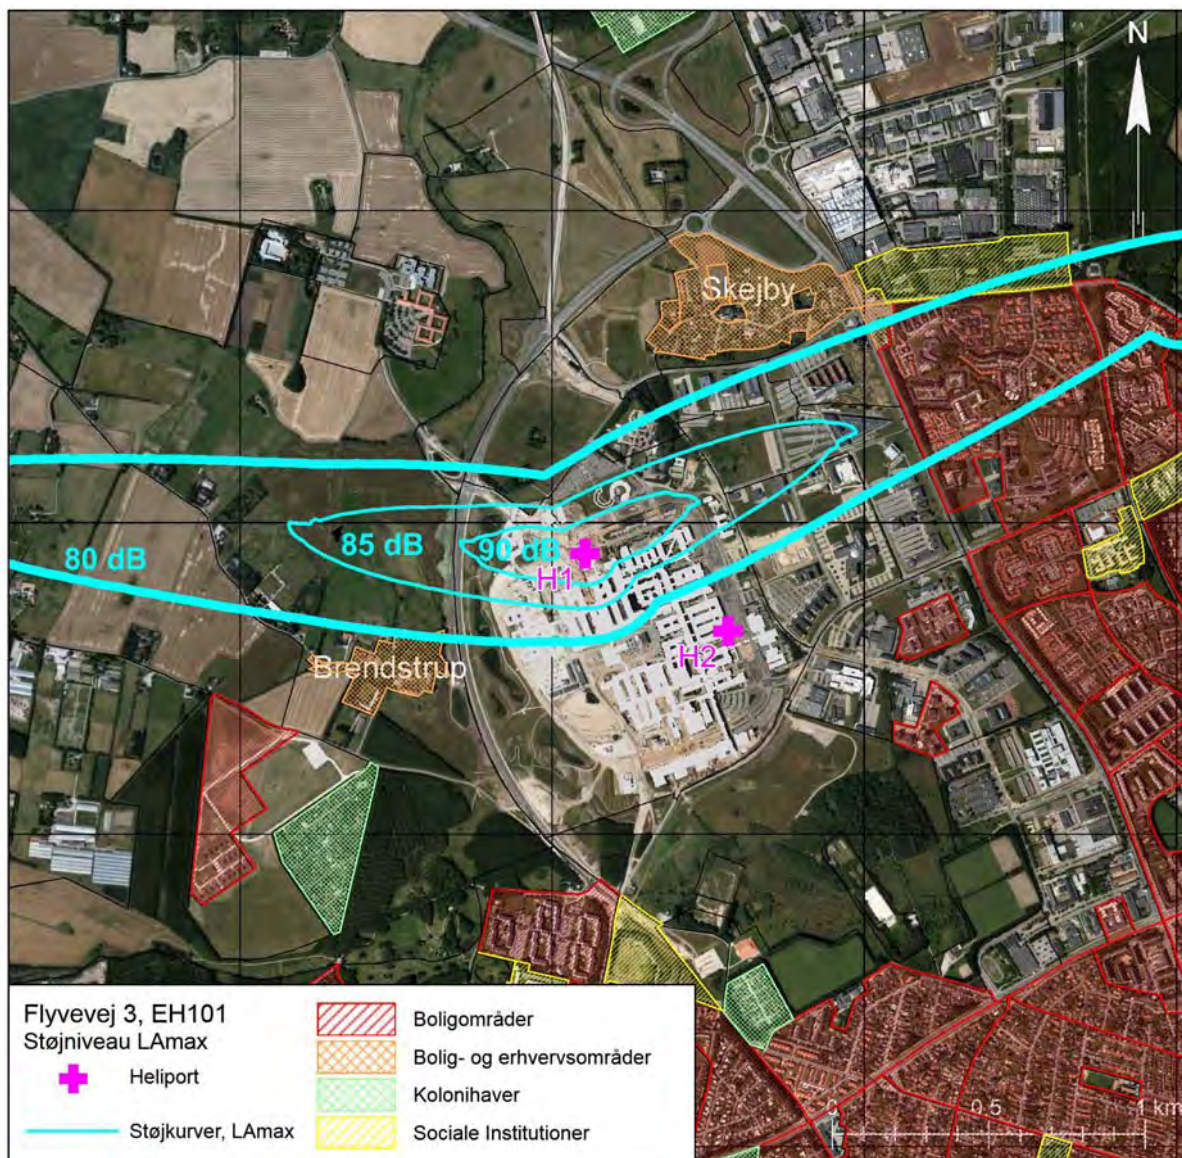 N
Skejby
80 dB
85 dB
90 dB
H1
H2
Brendstrup
Flyvevej 3, EH101
Støjniveau LAmax
Heliport
Støjkurver, LAmax
Boligområder
Bolig- og erhvervsområder
Kolonihaver
Sociale Institutioner
0 0.5 1 km